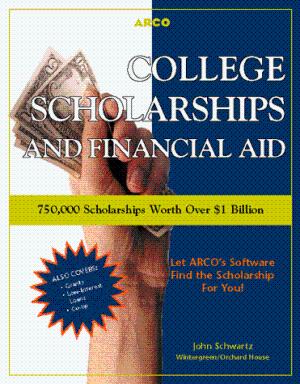 ARCO
COLLEGE
SCHOLARSHIPS
AND FINANCIAL AID
750,000 Scholarships Worth Over $1 Billion
ALSO COVERS:
• Grants
• Low-Interest
Loans
• Co-op
Let ARCO's Software
Find the Scholarship
For You!
John Schwartz
Wintergreen/Orchard House